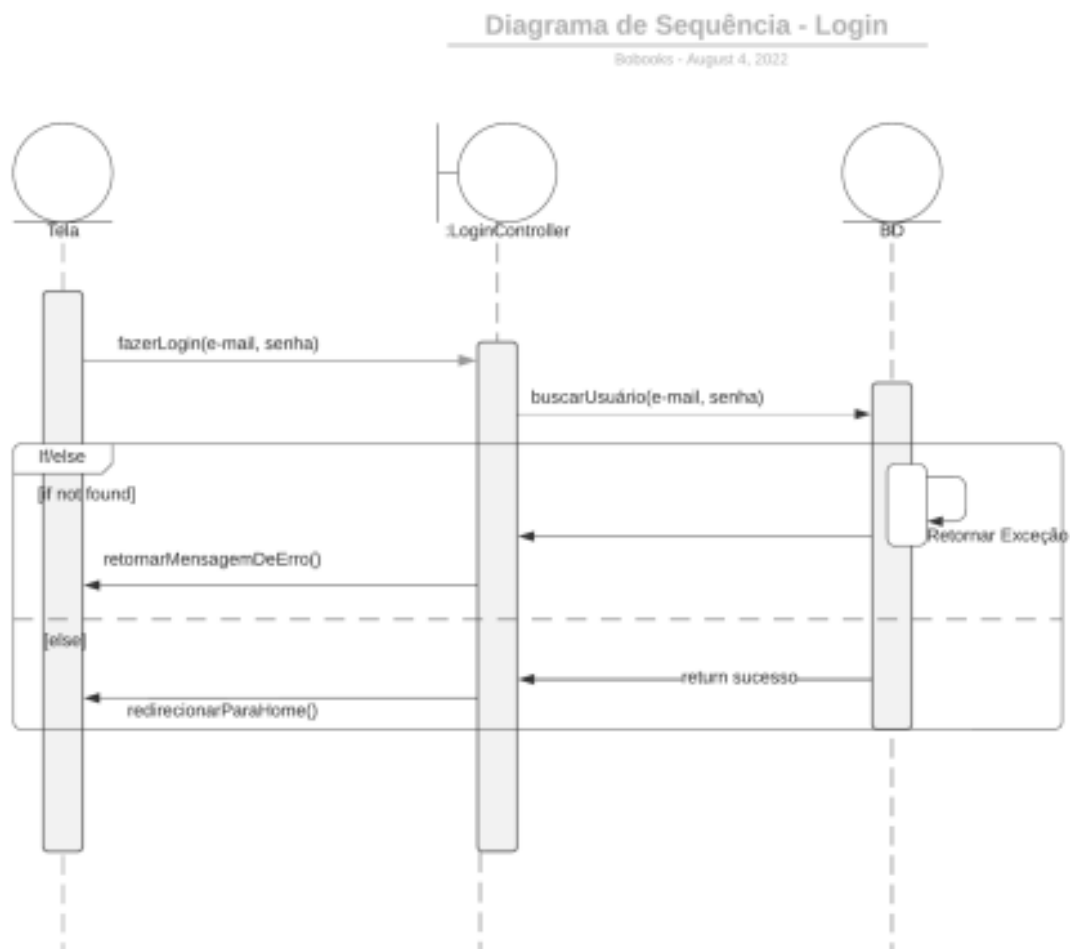 Diagrama de Sequência - Login
Bobooks - August 4, 2022
Tela
:LoginController
BD
fazerLogin(e-mail, senha)
buscarUsuário(e-mail, senha)
If/else
[if not found]
Retornar Exceção
retornarMensagemDeErro()
[else]
return sucesso
redirecionarParaHome()